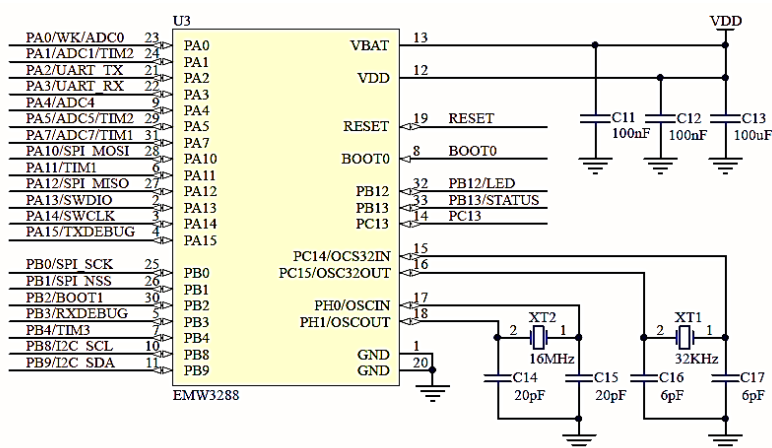 U3
VDD
PA0/WK/ADC0 23 PA0 VBAT 13
PA1/ADC1/TIM2 24 PA1
PA2/UART_TX 21 PA2 VDD 12
PA3/UART_RX 22 PA3
PA4/ADC4 9 PA4
PA5/ADC5/TIM2 29 PA5 RESET 19 RESET
PA7/ADC7/TIM1 31 PA7
PA10/SPI_MOSI 28 PA10 BOOT0 8 BOOT0
PA11/TIM1 6 PA11
PA12/SPI_MISO 27 PA12 PB12 32 PB12/LED
PA13/SWDIO 2 PA13 PB13 33 PB13/STATUS
PA14/SWCLK 3 PA14 PC13 14 PC13
PA15/TXDEBUG 4 PA15
C11 C12 C13
100nF 100nF 100uF
PC14/OCS32IN 15
PB0/SPI_SCK 25 PB0 PC15/OSC32OUT 16
PB1/SPI_NSS 26 PB1
PB2/BOOT1 30 PB2 PH0/OSCIN 17
PB3/RXDEBUG 5 PB3 PH1/OSCOUT 18
PB4/TIM3 7 PB4
PB8/I2C_SCL 10 PB8 GND 1
PB9/I2C_SDA 11 PB9 GND 20
EMW3288
XT2 XT1
2 1 2 1
16MHz 32KHz
C14 C15 C16 C17
20pF 20pF 6pF 6pF